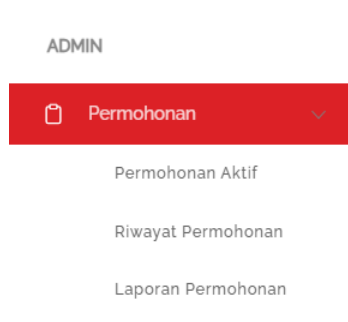 ADMIN
Permohonan
Permohonan Aktif
Riwayat Permohonan
Laporan Permohonan